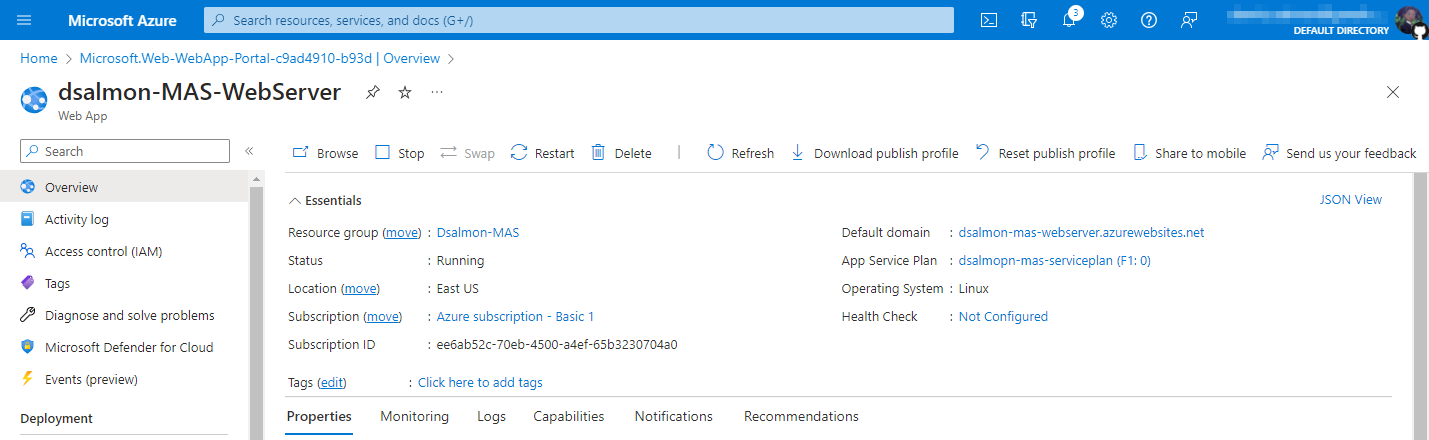 Microsoft Azure
Search resources, services, and docs (G+/)
3
DEFAULT DIRECTORY
Home > Microsoft.Web-WebApp-Portal-c9ad4910-b93d | Overview >
dsalmon-MAS-WebServer
Web App
Search
Browse Stop Swap Restart Delete | Refresh Download publish profile Reset publish profile Share to mobile Send us your feedback
Overview
Activity log
Access control (IAM)
Tags
Diagnose and solve problems
Microsoft Defender for Cloud
Events (preview)
Deployment
Essentials
JSON View
Resource group (move) : Dsalmon-MAS
Status : Running
Location (move) : East US
Subscription (move) : Azure subscription - Basic 1
Subscription ID : ee6ab52c-70eb-4500-a4ef-65b3230704a0
Default domain : dsalmon-mas-webserver.azurewebsites.net
App Service Plan : dsalmopn-mas-serviceplan (F1: 0)
Operating System : Linux
Health Check : Not Configured
Tags (edit) : Click here to add tags
Properties Monitoring Logs Capabilities Notifications Recommendations